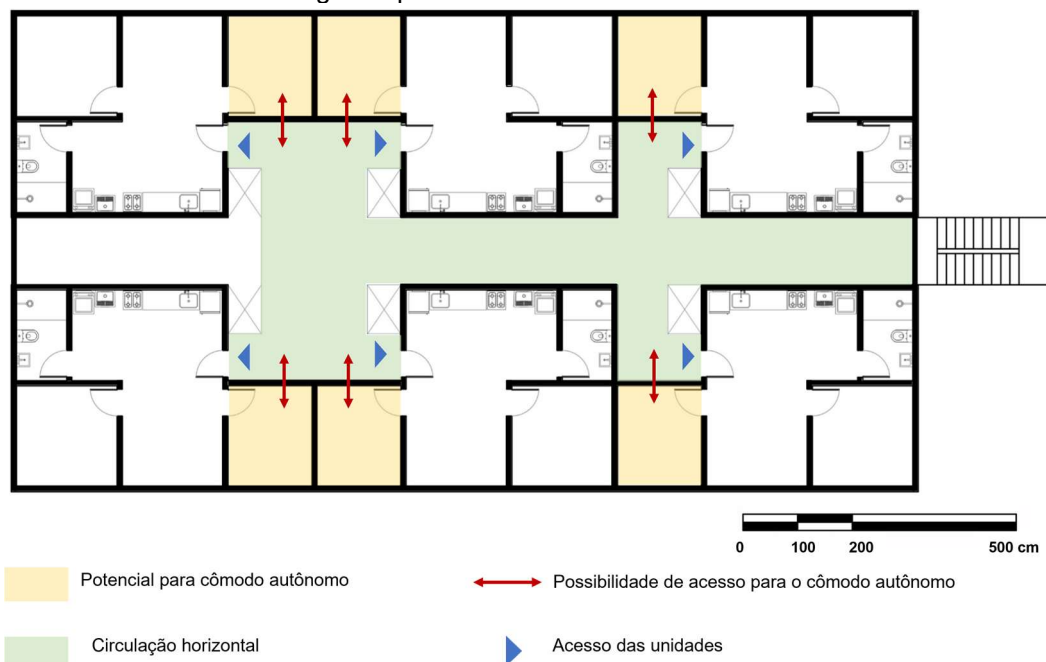 0 100 200 500 cm
Potencial para cômodo autônomo
Possibilidade de acesso para o cômodo autônomo
Circulação horizontal
Acesso das unidades